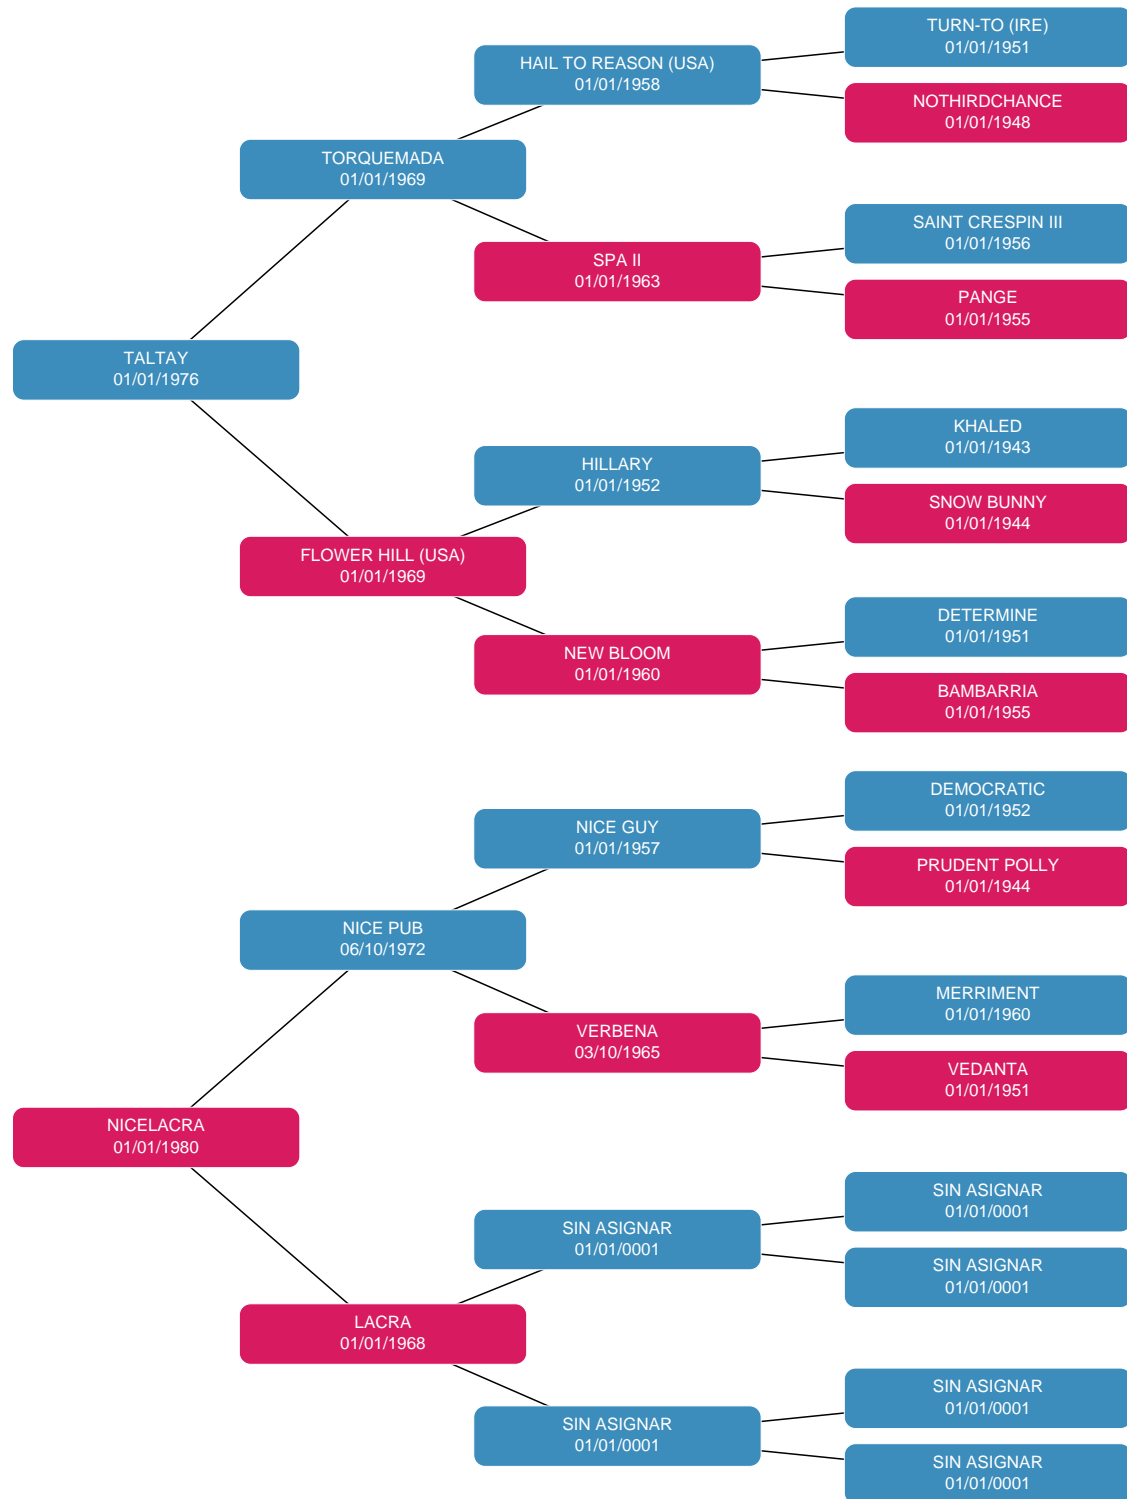 TURN-TO (IRE)
01/01/1951
HAIL TO REASON (USA)
01/01/1958
NOTHIRDCHANCE
01/01/1948
TORQUEMADA
01/01/1969
SAINT CRESPIN III
01/01/1956
SPA II
01/01/1963
PANGE
01/01/1955
TALTAY
01/01/1976
KHALED
01/01/1943
HILLARY
01/01/1952
SNOW BUNNY
01/01/1944
FLOWER HILL (USA)
01/01/1969
DETERMINE
01/01/1951
NEW BLOOM
01/01/1960
BAMBARRIA
01/01/1955
DEMOCRATIC
01/01/1952
NICE GUY
01/01/1957
PRUDENT POLLY
01/01/1944
NICE PUB
06/10/1972
MERRIMENT
01/01/1960
VERBENA
03/10/1965
VEDANTA
01/01/1951
NICELACRA
01/01/1980
SIN ASIGNAR
01/01/0001
SIN ASIGNAR
01/01/0001
SIN ASIGNAR
01/01/0001
LACRA
01/01/1968
SIN ASIGNAR
01/01/0001
SIN ASIGNAR
01/01/0001
SIN ASIGNAR
01/01/0001